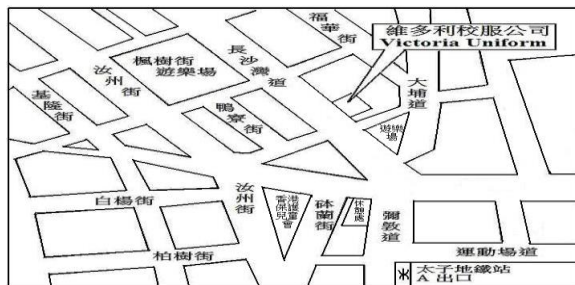 福華街
維多利校服公司
Victoria Uniform
長沙灣道
楓樹街
遊樂場
汝州街
大埔道
基隆街
鴨寮街
遊樂場
汝州街
香港保護兒童會
砵蘭街
休憩處
彌敦道
白楊街
柏樹街
運動場道
太子地鐵站
A 出口